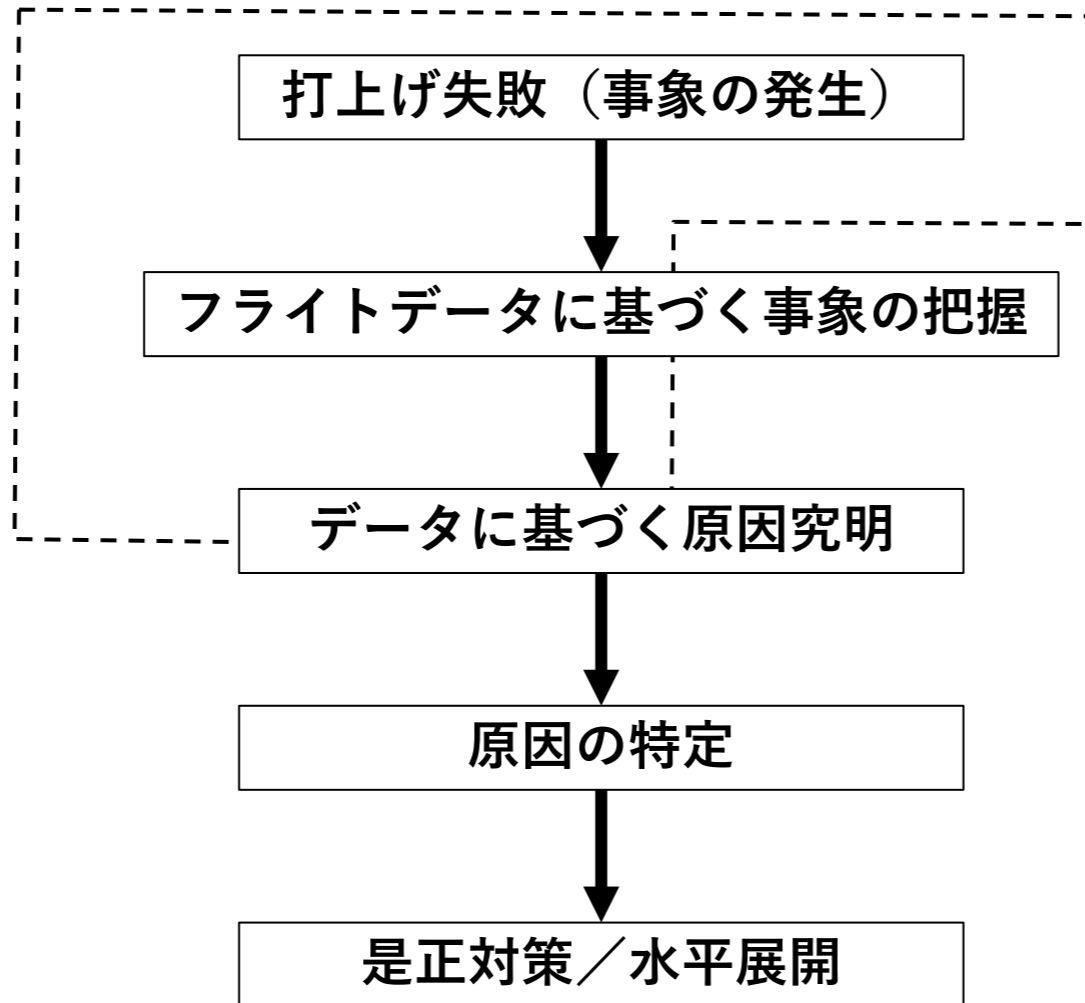 打上げ失敗（事象の発生）
フライトデータに基づく事象の把握
データに基づく原因究明
原因の特定
是正対策／水平展開